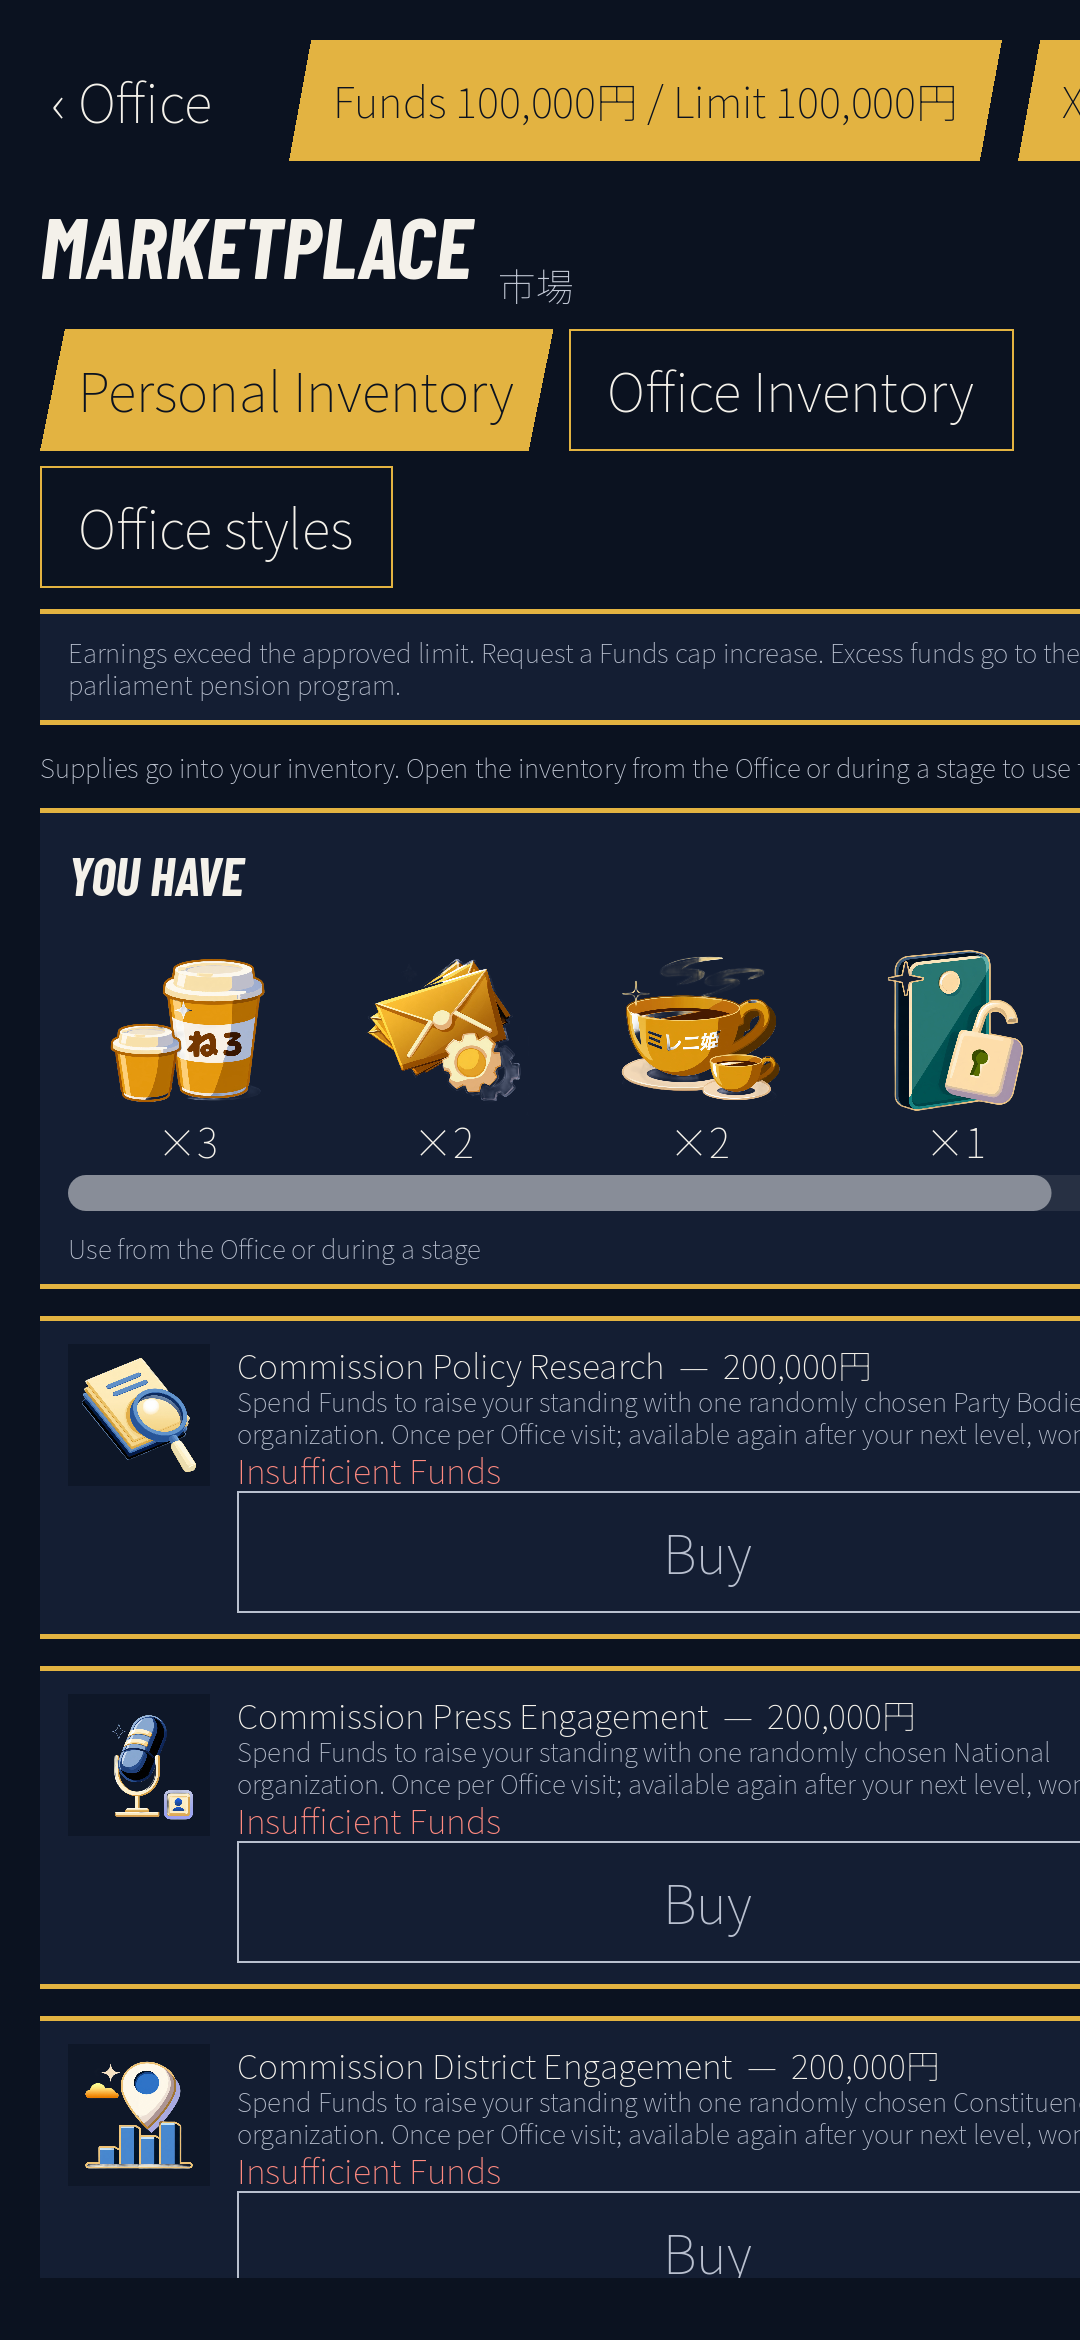 ‹ Office
Funds 100,000円 / Limit 100,000円
MARKETPLACE
市場
Personal Inventory
Office Inventory
Office styles
Earnings exceed the approved limit. Request a Funds cap increase. Excess funds go to the
parliament pension program.
Supplies go into your inventory. Open the inventory from the Office or during a stage to use
YOU HAVE
ねろ
ミレニ姫
×3
×2
×2
×1
Use from the Office or during a stage
Commission Policy Research — 200,000円
Spend Funds to raise your standing with one randomly chosen Party
organization. Once per Office visit; available again after your next level,
Insufficient Funds
Buy
Commission Press Engagement — 200,000円
Spend Funds to raise your standing with one randomly chosen National
organization. Once per Office visit; available again after your next level,
Insufficient Funds
Buy
Commission District Engagement — 200,000円
Spend Funds to raise your standing with one randomly chosen
organization. Once per Office visit; available again after your next level,
Insufficient Funds
Buy